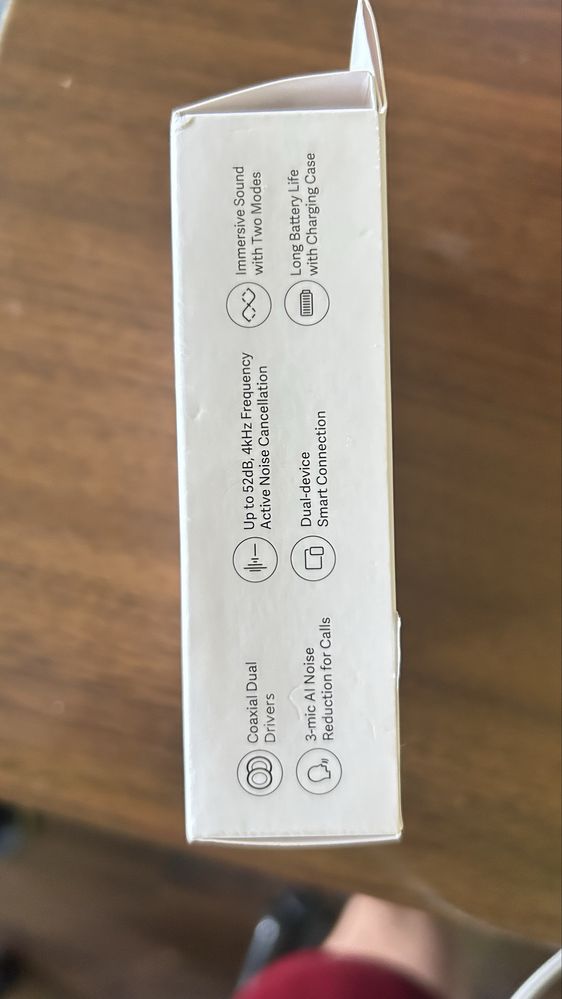 Coaxial Dual
Drivers
Up to 52dB, 4kHz Frequency
Active Noise Cancellation
Immersive Sound
with Two Modes
3-mic AI Noise
Reduction for Calls
Dual-device
Smart Connection
Long Battery Life
with Charging Case